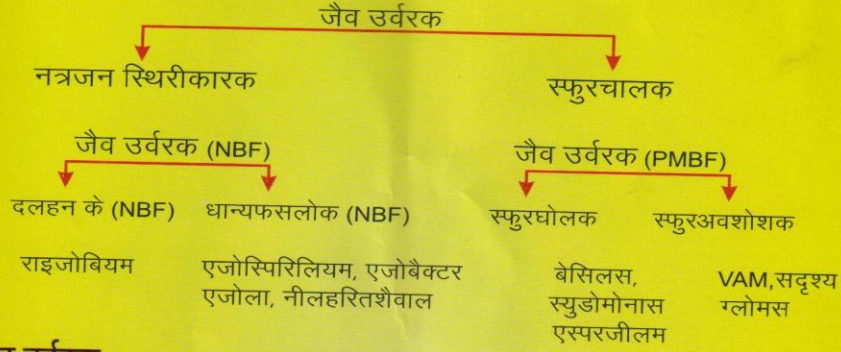 जैव उर्वरक
नत्रजन स्थिरीकारक
स्फुरचालक
जैव उर्वरक (NBF)
जैव उर्वरक (PMBF)
दलहन के (NBF)
धान्यफसलोक (NBF)
स्फुरघोलक
स्फुरअवशोशक
राइजोबियम
एजोस्पिरिलियम, एजोबैक्टर
एजोला, नीलहरितशैवाल
बेसिलस,
स्युडोमोनास
एस्परजीलम
VAM,सदृश्य
ग्लोमस